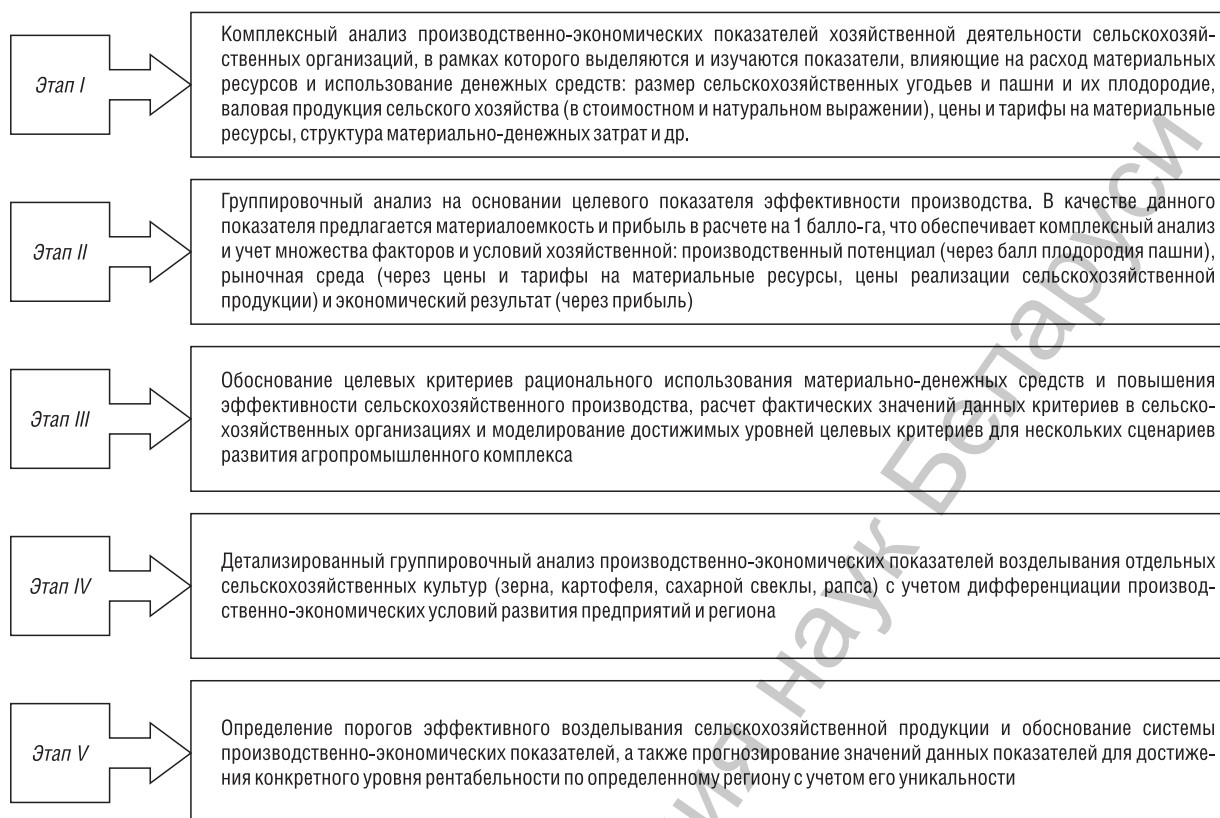 Комплексный анализ производственно-экономических показателей хозяйственной деятельности сельскохозяй-
ственных организаций, в рамках которого выделяются и изучаются показатели, влияющие на расход материальных
Этап I
ресурсов и использование денежных средств: размер сельскохозяйственных угодьев и пашни и их плодородие,
валовая продукция сельского хозяйства (в стоимостном и натуральном выражении), цены и тарифы на материальные
ресурсы, структура материально-денежных затрат и др.
Группировочный анализ на основании целевого показателя эффективности производства. В качестве данного
показателя предлагается материалоемкость и прибыль в расчете на 1 балло-га, что обеспечивает комплексный анализ
Этап II
и учет множества факторов и условий хозяйственной: производственный потенциал (через балл плодородия пашни),
рыночная среда (через цены и тарифы на материальные ресурсы, цены реализации сельскохозяйственной
продукции) и экономический результат (через прибыль)
Обоснование целевых критериев рационального использования материально-денежных средств и повышения
Этап III
эффективности сельскохозяйственного производства, расчет фактических значений данных критериев в сельско-
хозяйственных организациях и моделирование достижимых уровней целевых критериев для нескольких сценариев
развития агропромышленного комплекса
Детализированный группировочный анализ производственно-экономических показателей возделывания отдельных
Этап IV
сельскохозяйственных культур (зерна, картофеля, сахарной свеклы, рапса) с учетом дифференциации производ-
ственно-экономических условий развития предприятий и региона
Определение порогов эффективного возделывания сельскохозяйственной продукции и обоснование системы
Этап V
производственно-экономических показателей, а также прогнозирование значений данных показателей для достиже-
ния конкретного уровня рентабельности по определенному региону с учетом его уникальности
наук Беларуси